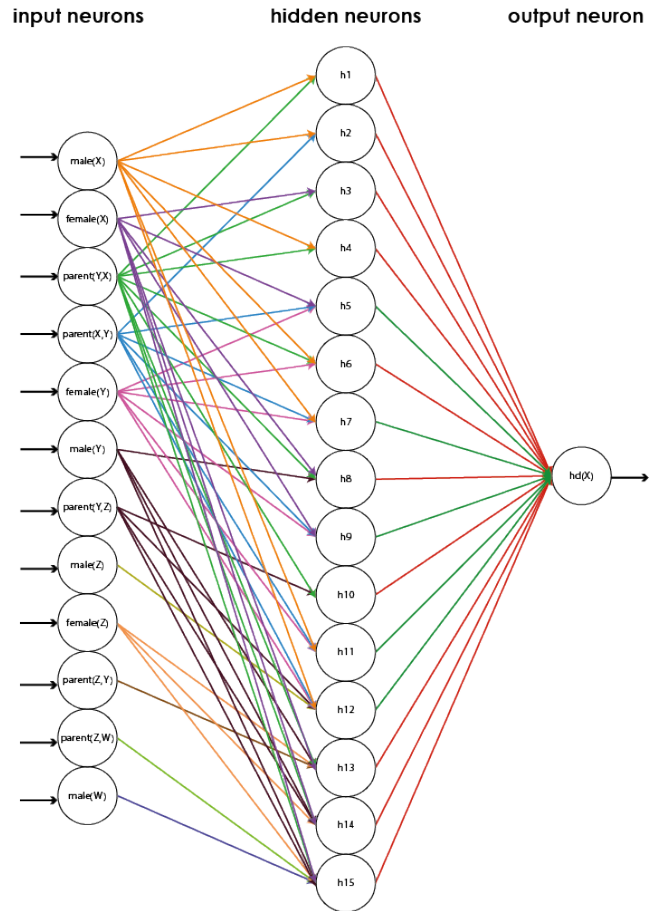 input neurons
hidden neurons
output neuron
male(X)
female(X)
parent(Y,X)
parent(X,Y)
female(Y)
male(Y)
parent(Y,Z)
male(Z)
female(Z)
parent(Z,Y)
parent(Z,W)
male(W)
h1
h2
h3
h4
h5
h6
h7
h8
h9
h10
h11
h12
h13
h14
h15
hd(X)